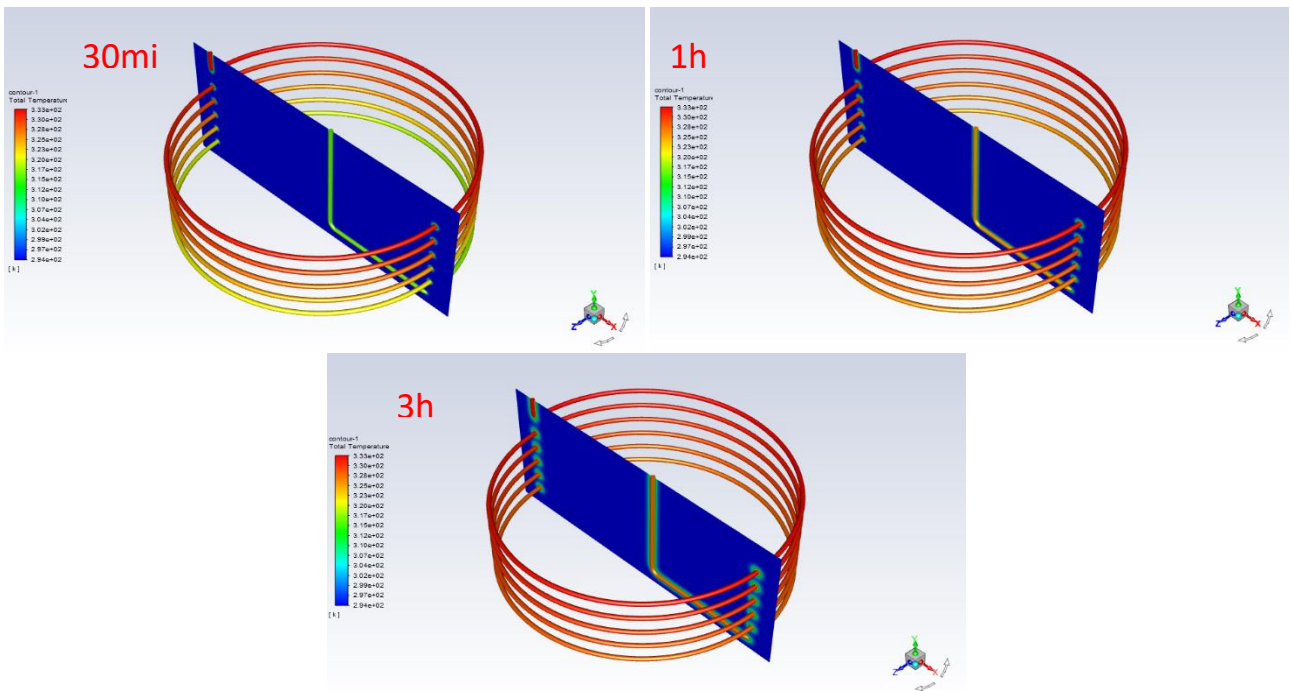 30mi
contour-1
Total Temperature
3.33e+02
3.30e+02
3.28e+02
3.25e+02
3.23e+02
3.20e+02
3.17e+02
3.15e+02
3.12e+02
3.10e+02
3.07e+02
3.04e+02
3.02e+02
2.99e+02
2.97e+02
2.94e+02
[ k ]
Y
Z
X
1h
contour-1
Total Temperature
3.33e+02
3.30e+02
3.28e+02
3.25e+02
3.23e+02
3.20e+02
3.17e+02
3.15e+02
3.12e+02
3.10e+02
3.07e+02
3.04e+02
3.02e+02
2.99e+02
2.97e+02
2.94e+02
[ k ]
Y
Z
X
3h
contour-1
Total Temperature
3.33e+02
3.30e+02
3.28e+02
3.25e+02
3.23e+02
3.20e+02
3.17e+02
3.15e+02
3.12e+02
3.10e+02
3.07e+02
3.04e+02
3.02e+02
2.99e+02
2.97e+02
2.94e+02
[ k ]
Y
Z
X